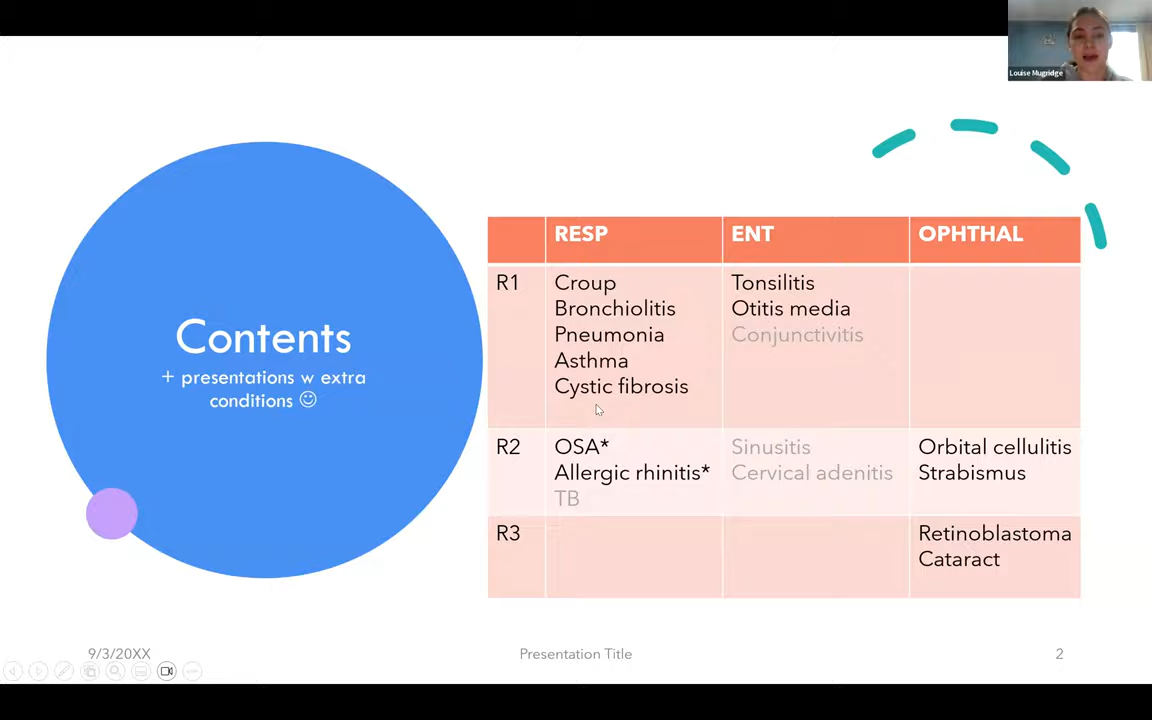 Louise Mugridge
Contents
+ presentations w extra
conditions ☺
RESP ENT OPHTHAL
R1 Croup Tonsilitis
Bronchiolitis Otitis media
Pneumonia Conjunctivitis
Asthma
Cystic fibrosis
R2 OSA* Sinusitis Orbital cellulitis
Allergic rhinitis* Cervical adenitis Strabismus
TB
R3 Retinoblastoma
Cataract
9/3/20XX Presentation Title 2